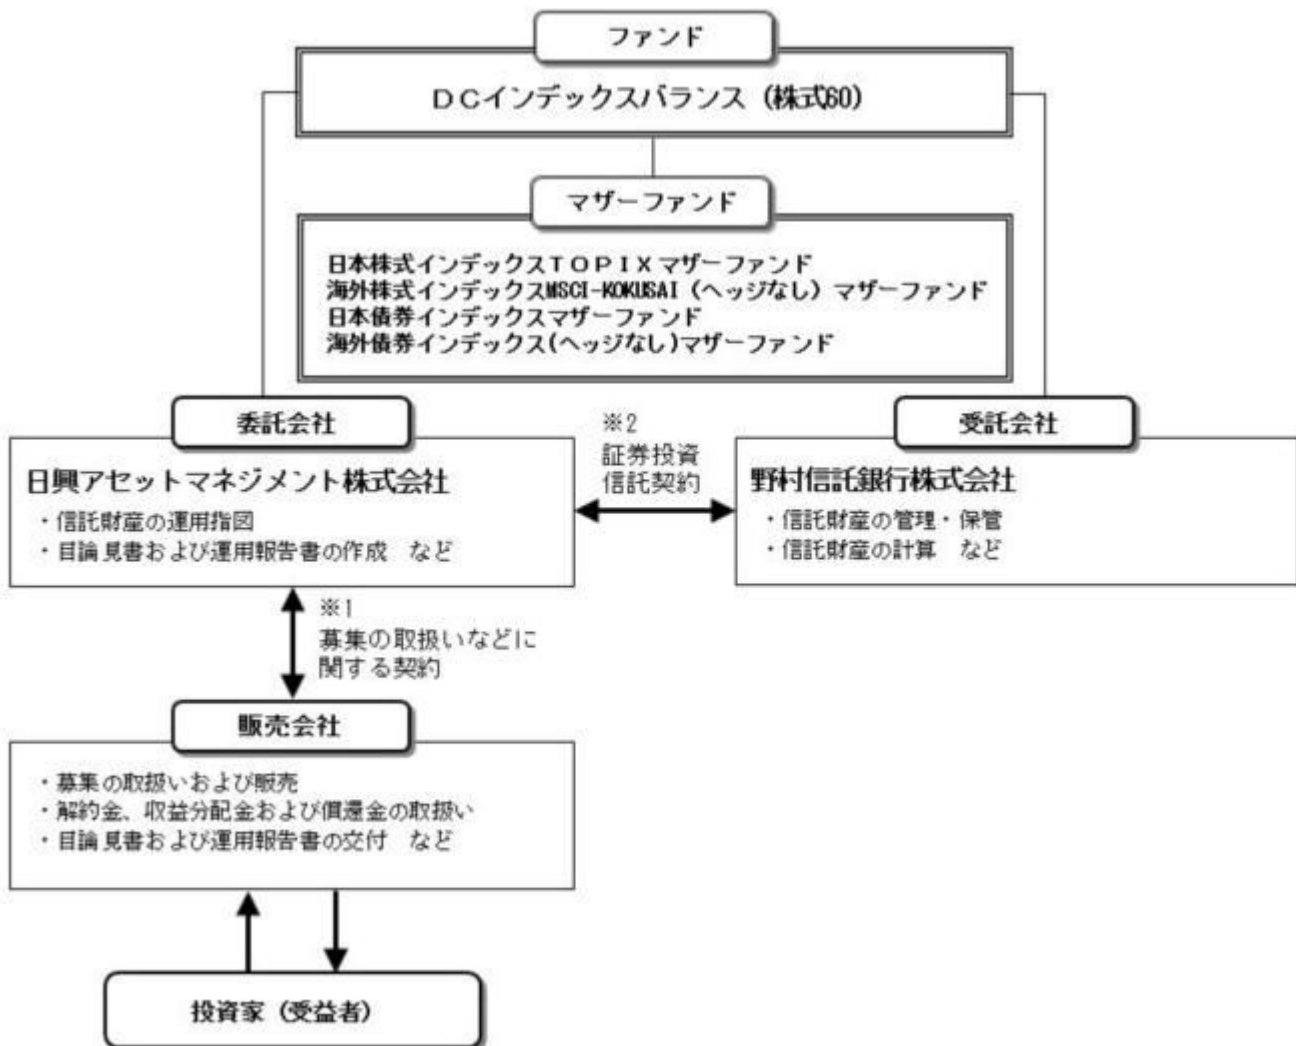 ファンド
DCインデックスバランス（株式60）
マザーファンド
日本株式インデックスTOPIXマザーファンド
海外株式インデックスMSCI-KOKUSAI（ヘッジなし）マザーファンド
日本債券インデックスマザーファンド
海外債券インデックス(ヘッジなし)マザーファンド
委託会社
日興アセットマネジメント株式会社
・信託財産の運用指図
・目論見書および運用報告書の作成　など
※2
証券投資
信託契約
受託会社
野村信託銀行株式会社
・信託財産の管理・保管
・信託財産の計算　など
※1
募集の取扱いなどに
関する契約
販売会社
・募集の取扱いおよび販売
・解約金、収益分配金および償還金の取扱い
・目論見書および運用報告書の交付　など
投資家（受益者）